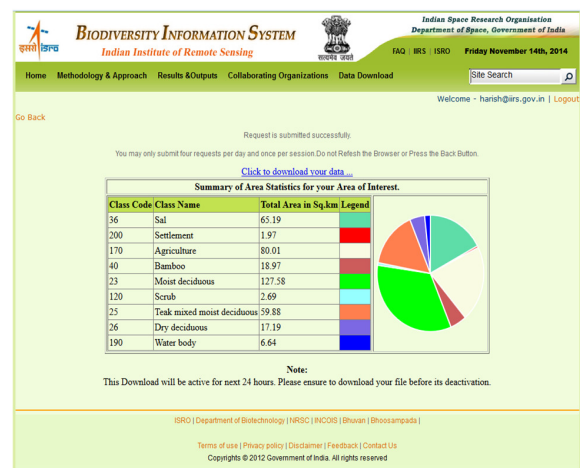 Indian Space Research Organisation
Department of Space, Government of India
BIODIVERSITY INFORMATION SYSTEM
Indian Institute of Remote Sensing
इसरो isro
सत्यमेव जयते
FAQ | IIRS | ISRO Friday November 14th, 2014
Home Methodology & Approach Results &Outputs Collaborating Organizations Data Download Site Search
Welcome - harish@iirs.gov.in | Logout
Go Back
Request is submitted successfully.
You may only submit four requests per day and once per session.Do not Refesh the Browser or Press the Back Button.
Click to download your data ...
Summary of Area Statistics for your Area of Interest.
Class Code Class Name Total Area in Sq.km Legend
36 Sal 65.19
200 Settlement 1.97
170 Agriculture 80.01
40 Bamboo 18.97
23 Moist deciduous 127.58
120 Scrub 2.69
25 Teak mixed moist deciduous 59.88
26 Dry deciduous 17.19
190 Water body 6.64
Note:
This Download will be active for next 24 hours. Please ensure to download your file before its deactivation.
ISRO | Department of Biotechnology | NRSC | INCOIS | Bhuvan | Bhoosampada |
Terms of use | Privacy policy | Disclaimer | Feedback | Contact Us
Copyrights © 2012 Government of India. All rights reserved